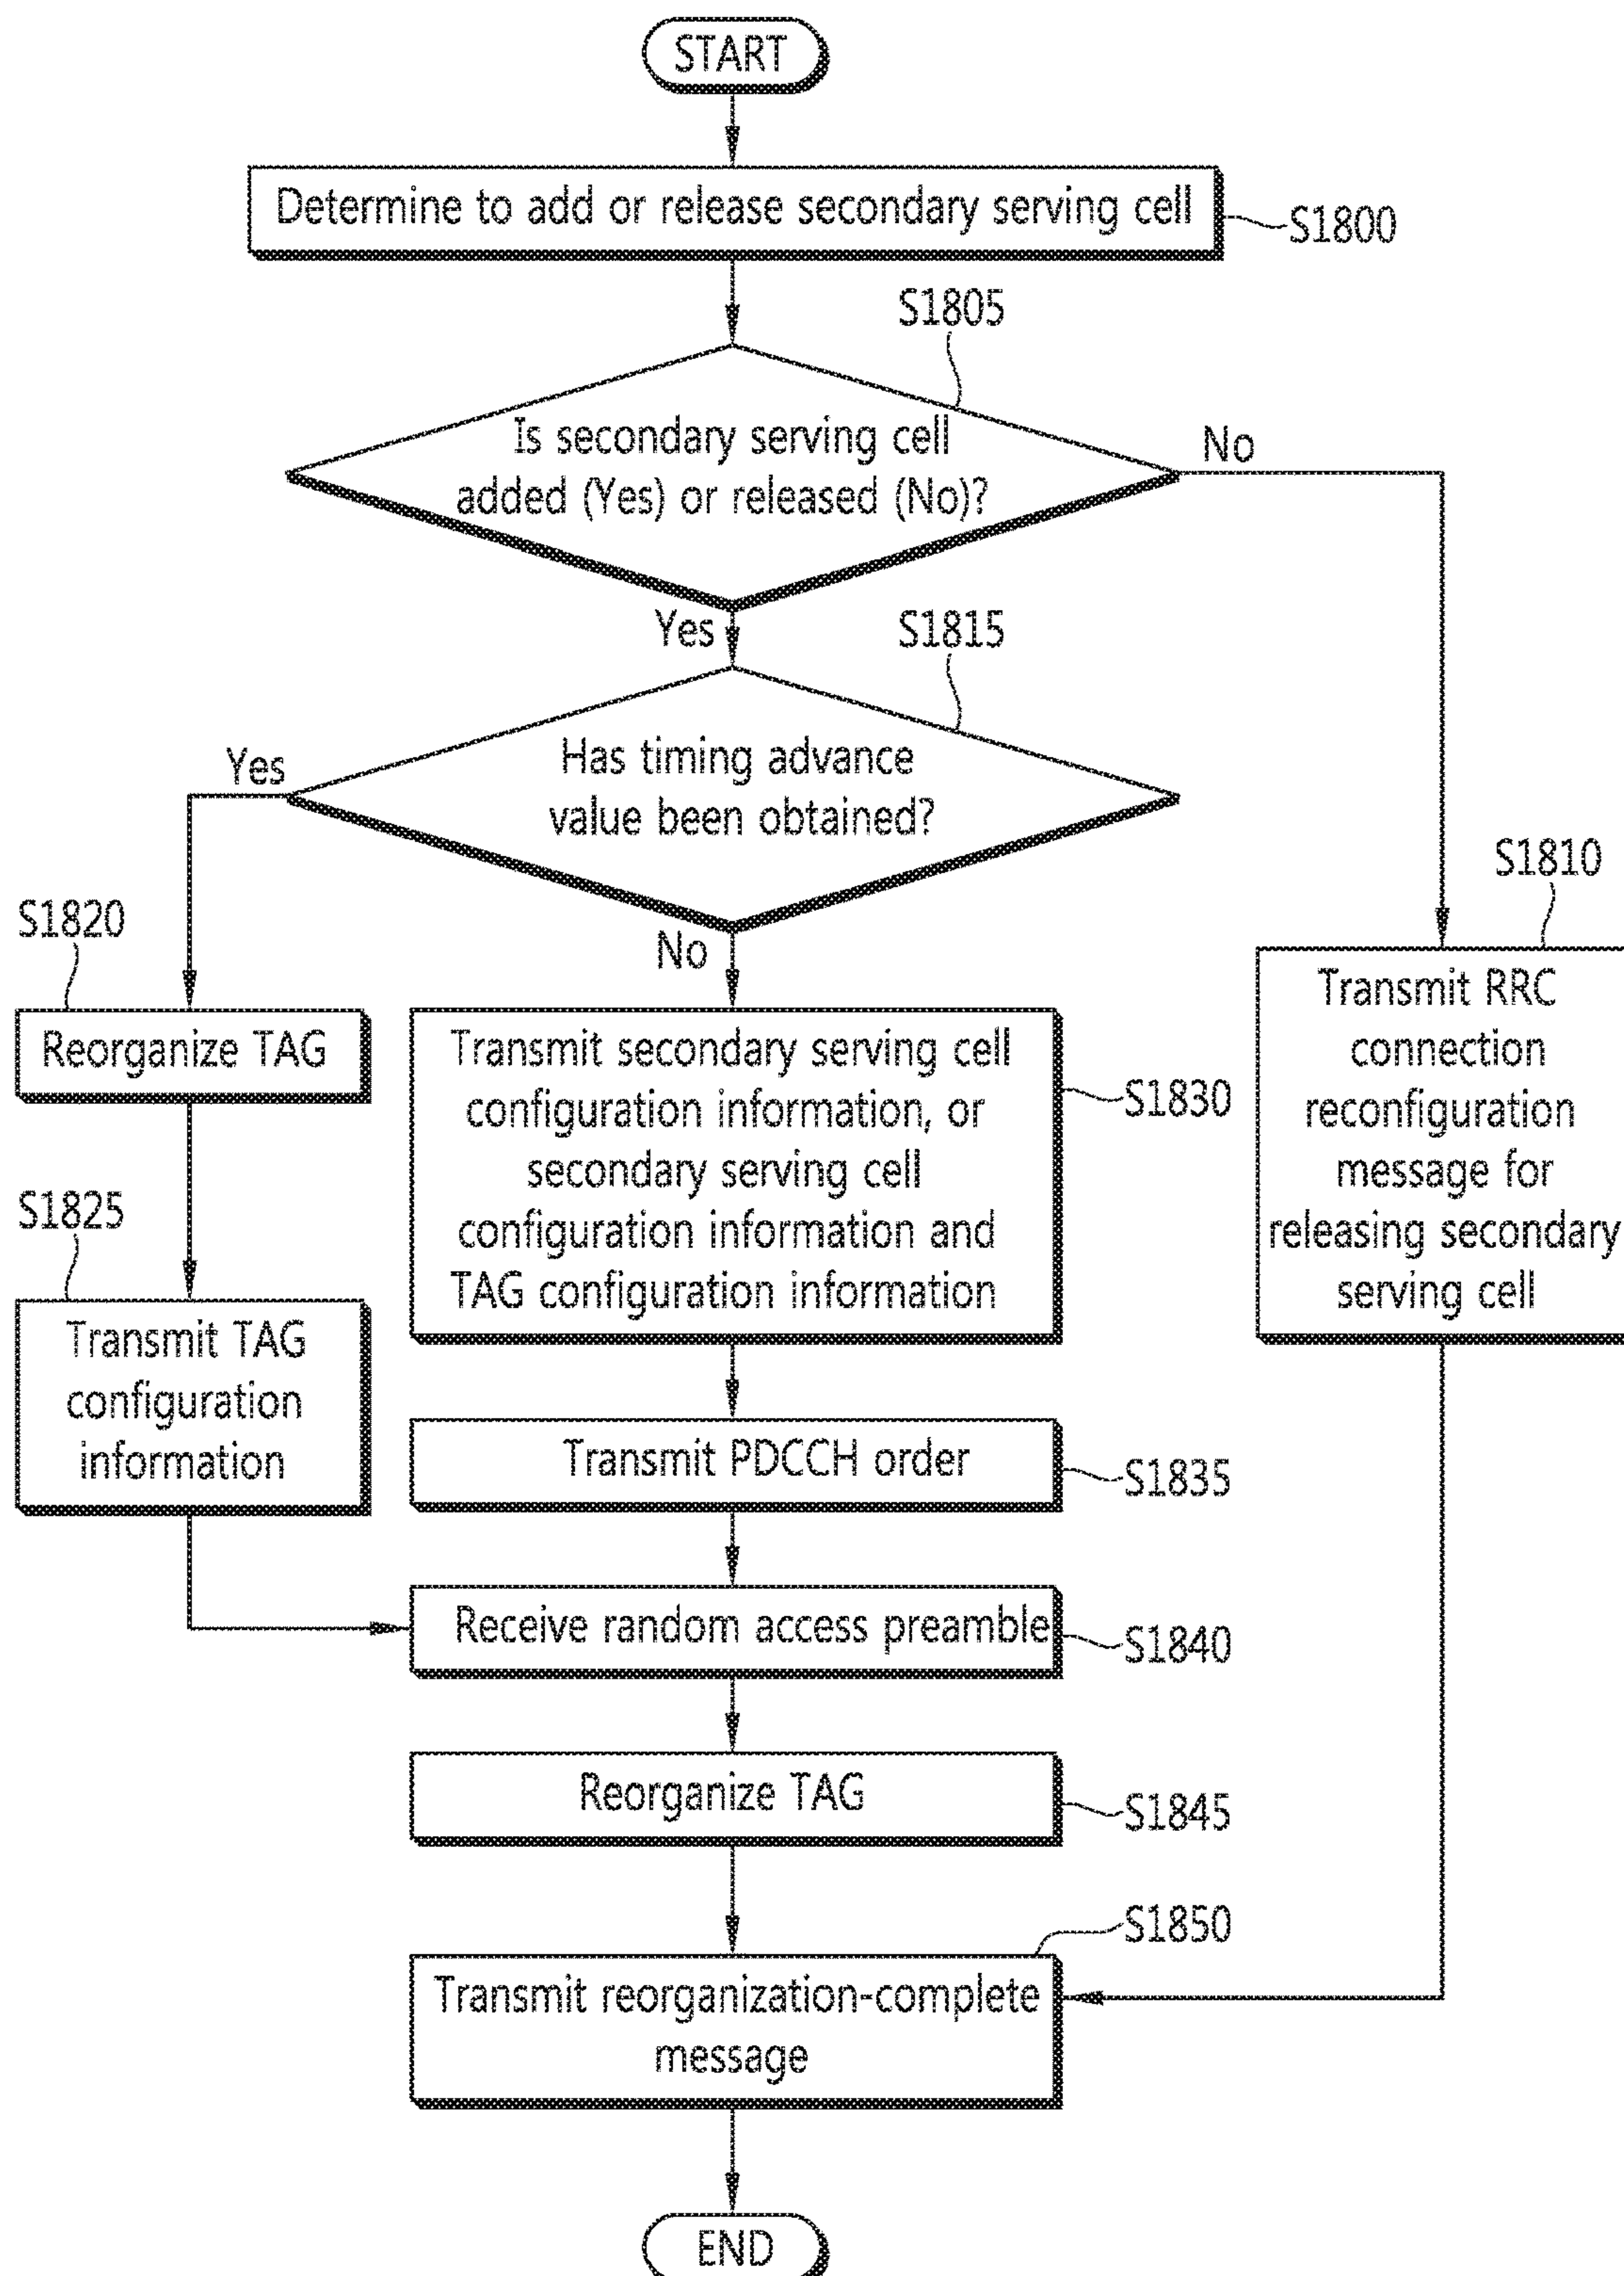 START
Determine to add or release secondary serving cell
S1800
S1805
Is secondary serving cell
added (Yes) or released (No)?
No
Yes
S1815
Has timing advance
value been obtained?
Yes
No
S1810
Transmit RRC
connection
reconfiguration
message for
releasing secondary
serving cell
S1820
Reorganize TAG
S1825
Transmit TAG
configuration
information
Transmit secondary serving cell
configuration information, or
secondary serving cell
configuration information and
TAG configuration information
S1830
Transmit PDCCH order
S1835
Receive random access preamble
S1840
Reorganize TAG
S1845
S1850
Transmit reorganization-complete
message
END